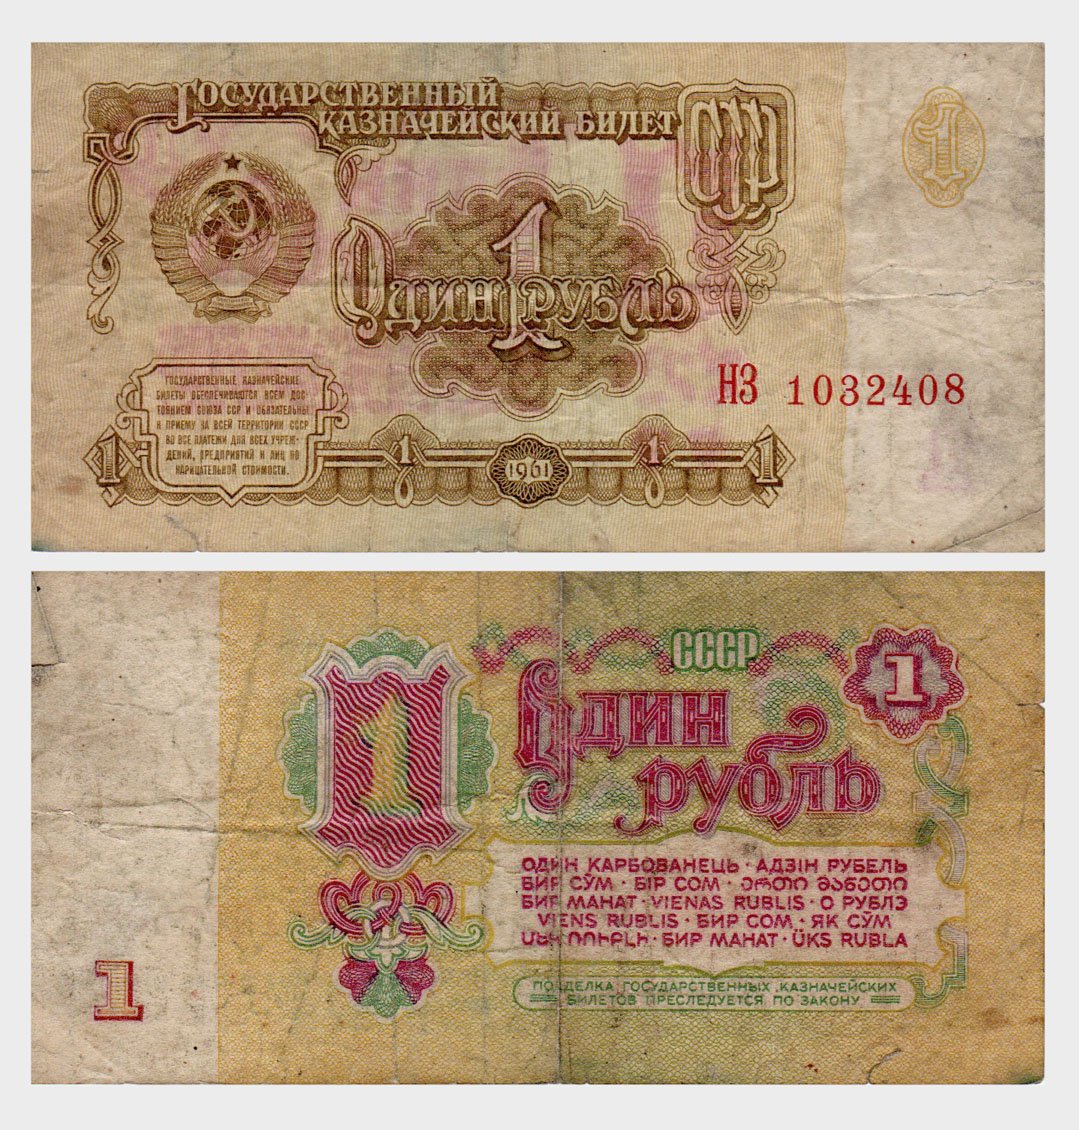 ГОСУДАРСТВЕННЫЙ
КАЗНАЧЕЙСКИЙ БИЛЕТ
СССР
1
1
ОДИН РУБЛЬ
ГОСУДАРСТВЕННЫЕ КАЗНАЧЕЙСКИЕ
БИЛЕТЫ ОБЕСПЕЧИВАЮТСЯ ВСЕМ ДОС-
ТОЯНИЕМ СОЮЗА ССР И ОБЯЗАТЕЛЬНЫ
К ПРИЕМУ НА ВСЕЙ ТЕРРИТОРИИ СССР
ВО ВСЕ ПЛАТЕЖИ ДЛЯ ВСЕХ УЧРЕЖ-
ДЕНИЙ, ПРЕДПРИЯТИЙ И ЛИЦ ПО
НАРИЦАТЕЛЬНОЙ СТОИМОСТИ.
НЗ 1032408
1 1 1961 1 1
СССР
1
1
ОДИН
РУБЛЬ
ОДИН КАРБОВАНЕЦЬ · АДЗІН РУБЕЛЬ
БИР СЎМ · БІР СОМ · ერთი მანეთი
БИР МАНАТ · VIENAS RUBLIS · О РУБЛЭ
VIENS RUBLIS · БИР СОМ · ЯК СЎМ
ՄԵԿ ՌՈՒԲԼԻ · БИР МАНАТ · ÜKS RUBLA
ПОДДЕЛКА ГОСУДАРСТВЕННЫХ КАЗНАЧЕЙСКИХ
БИЛЕТОВ ПРЕСЛЕДУЕТСЯ ПО ЗАКОНУ
1